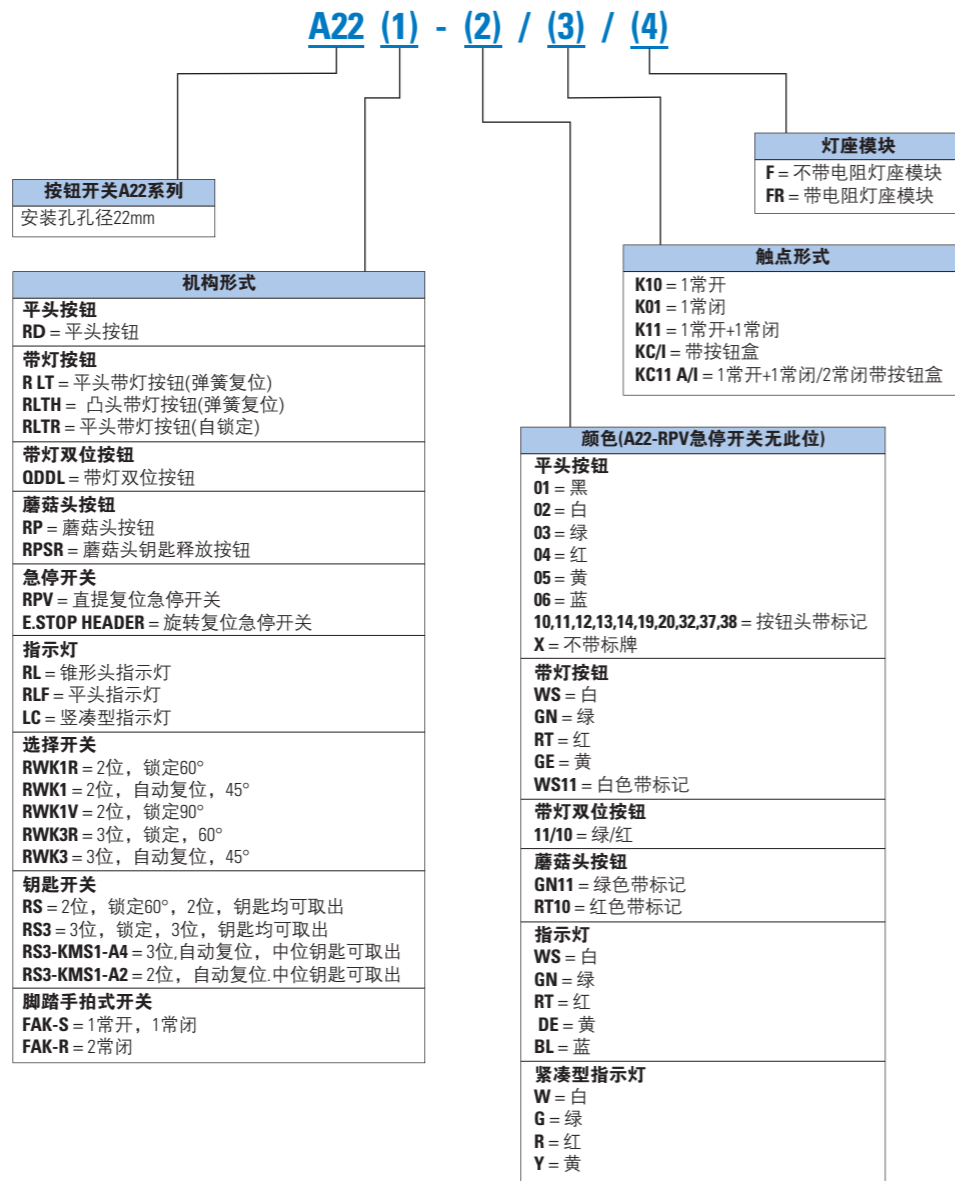 A22 (1) - (2) / (3) / (4)
按钮开关A22系列
安装孔孔径22mm
机构形式
平头按钮
RD = 平头按钮
带灯按钮
R LT = 平头带灯按钮(弹簧复位)
RLTH = 凸头带灯按钮(弹簧复位)
RLTR = 平头带灯按钮(自锁定)
带灯双位按钮
QDDL = 带灯双位按钮
蘑菇头按钮
RP = 蘑菇头按钮
RPSR = 蘑菇头钥匙释放按钮
急停开关
RPV = 直提复位急停开关
E.STOP HEADER = 旋转复位急停开关
指示灯
RL = 锥形头指示灯
RLF = 平头指示灯
LC = 竖凑型指示灯
选择开关
RWK1R = 2位，锁定60°
RWK1 = 2位，自动复位，45°
RWK1V = 2位，锁定90°
RWK3R = 3位，锁定，60°
RWK3 = 3位，自动复位，45°
钥匙开关
RS = 2位，锁定60°，2位，钥匙均可取出
RS3 = 3位，锁定，3位，钥匙均可取出
RS3-KMS1-A4 = 3位,自动复位，中位钥匙可取出
RS3-KMS1-A2 = 2位，自动复位.中位钥匙可取出
脚踏手拍式开关
FAK-S = 1常开，1常闭
FAK-R = 2常闭
灯座模块
F = 不带电阻灯座模块
FR = 带电阻灯座模块
触点形式
K10 = 1常开
K01 = 1常闭
K11 = 1常开+1常闭
KC/I = 带按钮盒
KC11 A/I = 1常开+1常闭/2常闭带按钮盒
颜色(A22-RPV急停开关无此位)
平头按钮
01 = 黑
02 = 白
03 = 绿
04 = 红
05 = 黄
06 = 蓝
10,11,12,13,14,19,20,32,37,38 = 按钮头带标记
X = 不带标牌
带灯按钮
WS = 白
GN = 绿
RT = 红
GE = 黄
WS11 = 白色带标记
带灯双位按钮
11/10 = 绿/红
蘑菇头按钮
GN11 = 绿色带标记
RT10 = 红色带标记
指示灯
WS = 白
GN = 绿
RT = 红
DE = 黄
BL = 蓝
紧凑型指示灯
W = 白
G = 绿
R = 红
Y = 黄